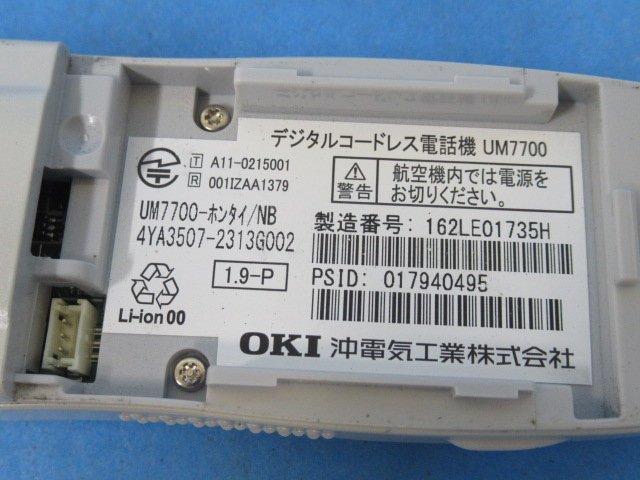 デジタルコードレス電話機 UM7700
T A11-0215001
R 001IZAA1379
警告
航空機内では電源を
お切りください。
UM7700-ホンタイ/NB
4YA3507-2313G002
製造番号: 162LE01735H
1.9-P
PSID: 017940495
Li-ion 00
OKI 沖電気工業株式会社